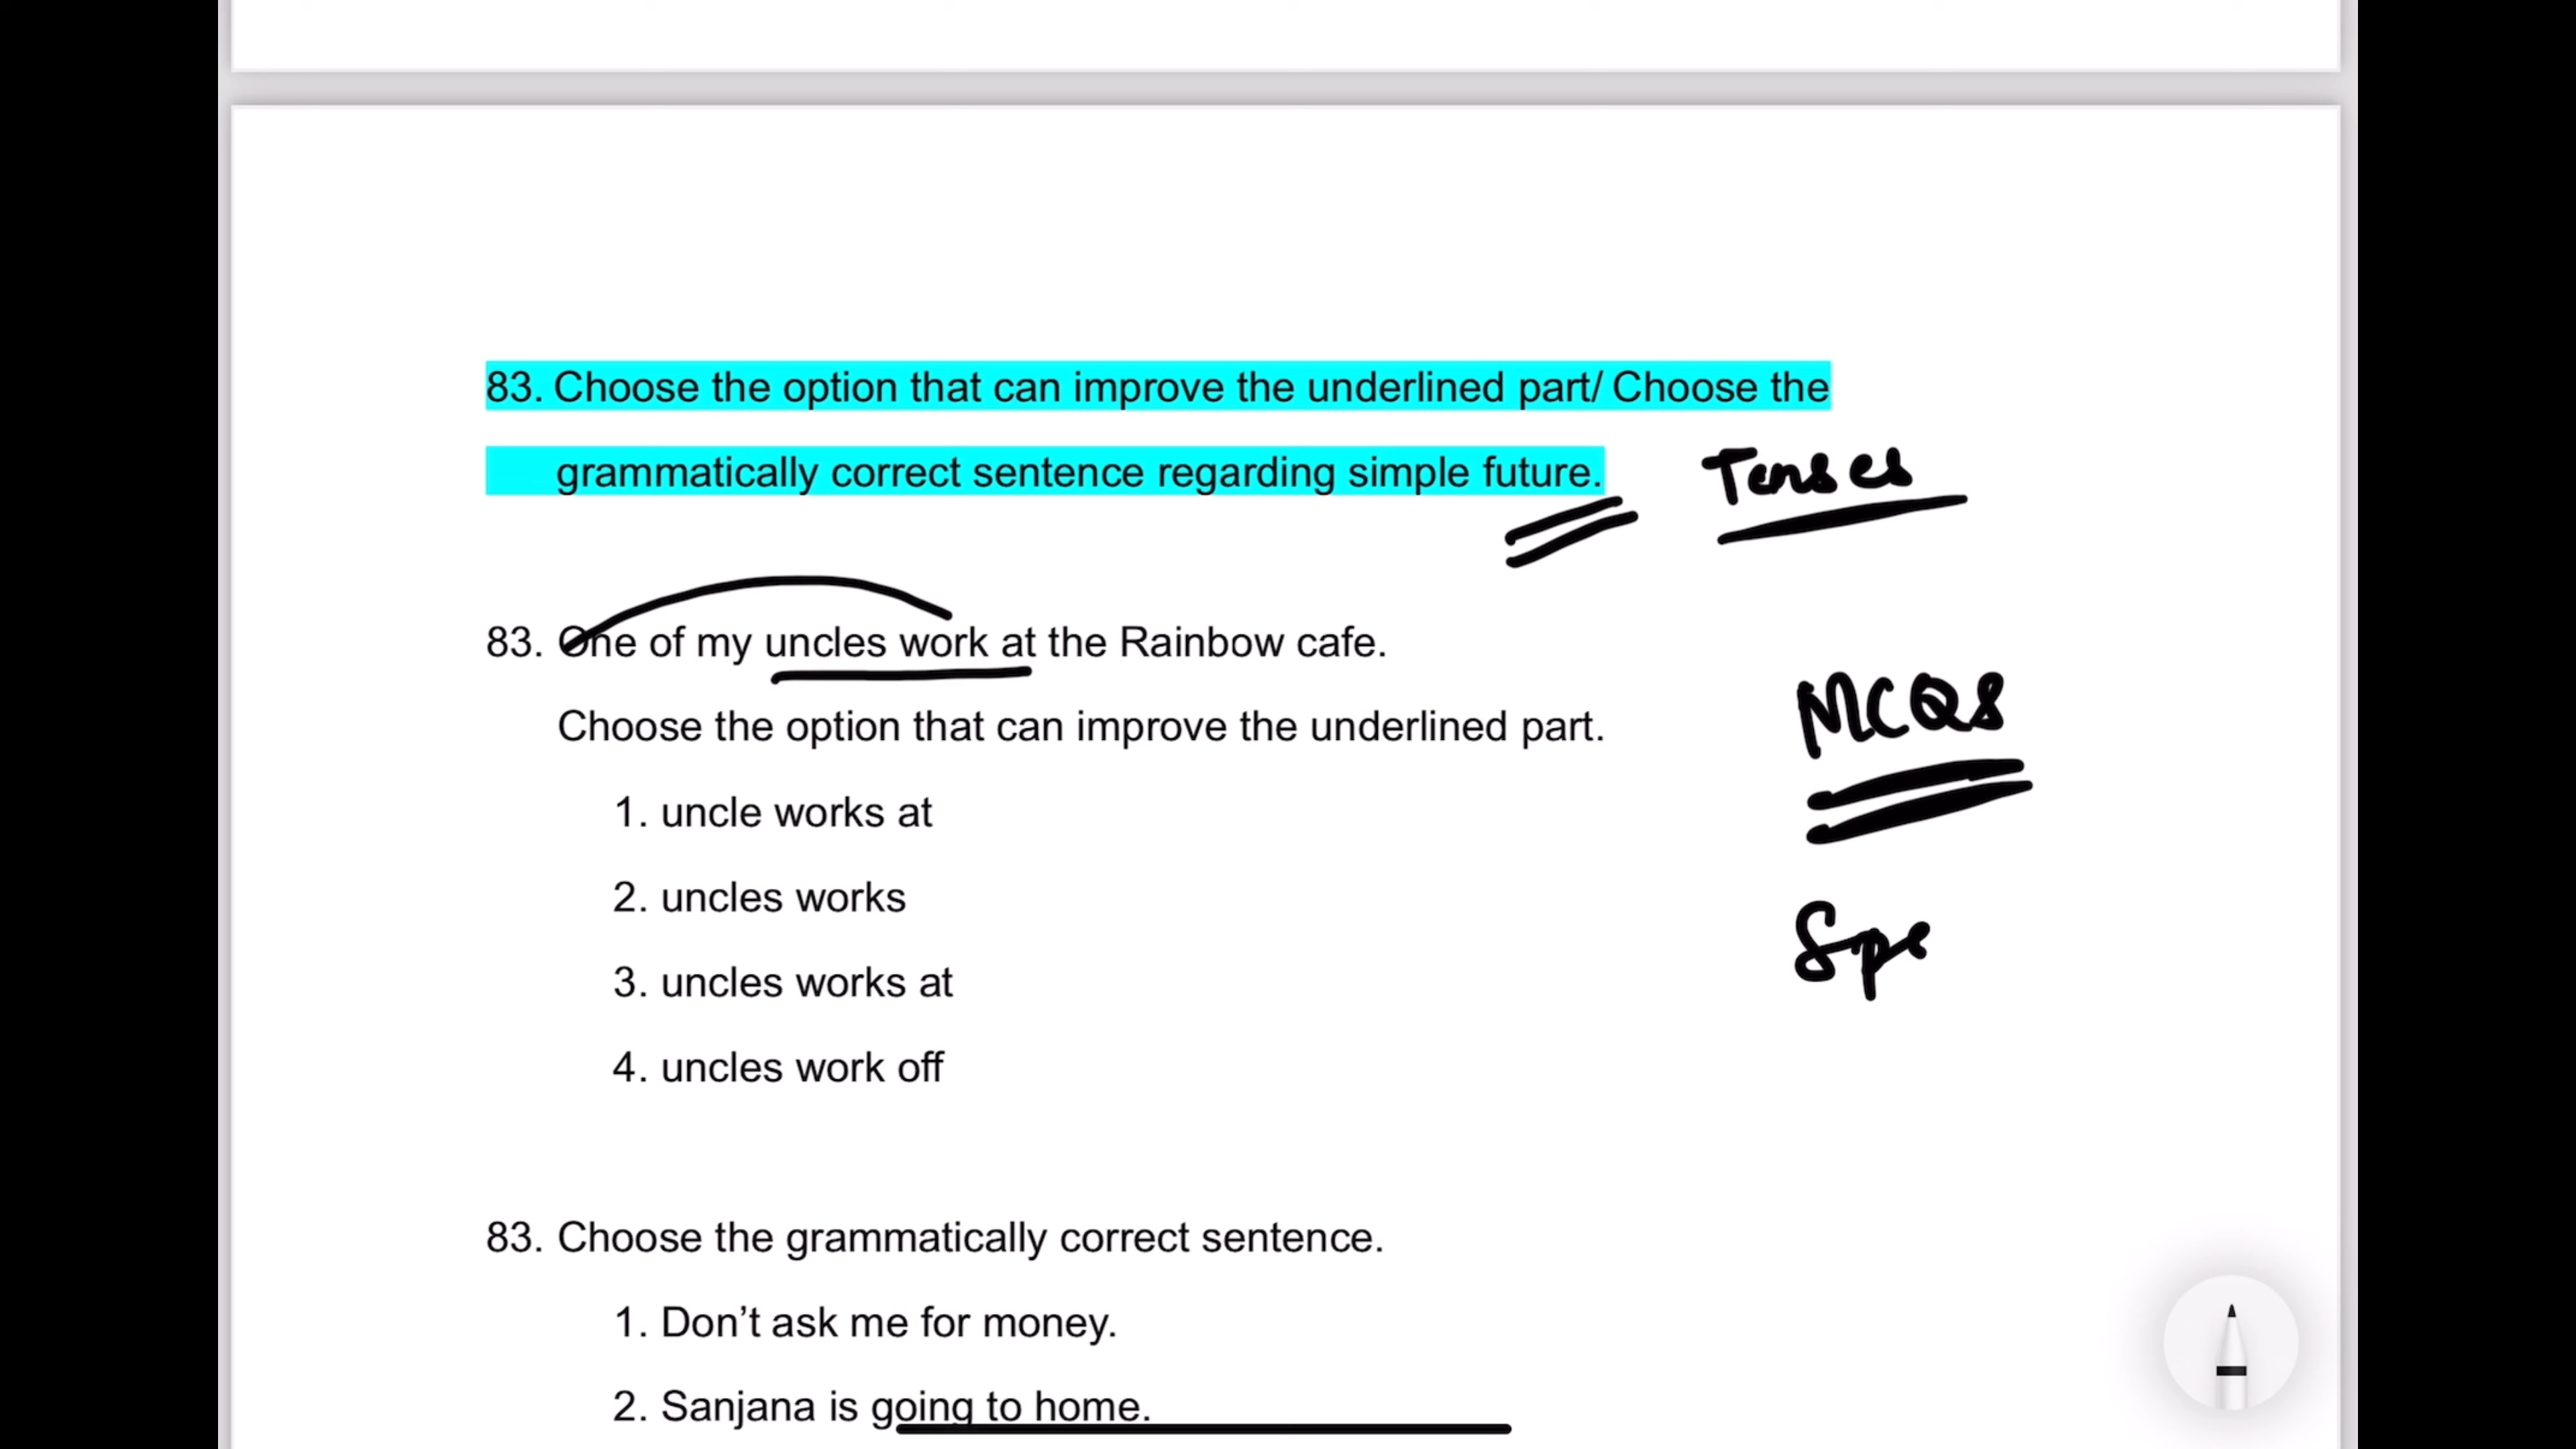 83. Choose the option that can improve the underlined part/ Choose the
grammatically correct sentence regarding simple future.
Tenses
83. One of my uncles work at the Rainbow cafe.
Choose the option that can improve the underlined part.
MCQS
1. uncle works at
2. uncles works
Spe
3. uncles works at
4. uncles work off
83. Choose the grammatically correct sentence.
1. Don’t ask me for money.
2. Sanjana is going to home.